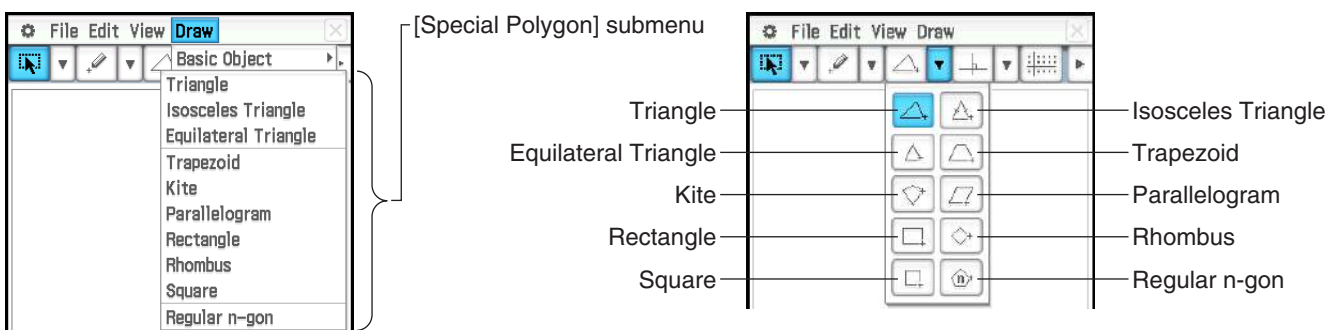 File Edit View Draw
Basic Object
Triangle
Isosceles Triangle
Equilateral Triangle
Trapezoid
Kite
Parallelogram
Rectangle
Rhombus
Square
Regular n-gon
[Special Polygon] submenu
File Edit View Draw
Triangle
Isosceles Triangle
Equilateral Triangle
Trapezoid
Kite
Parallelogram
Rectangle
Rhombus
Square
n
Regular n-gon